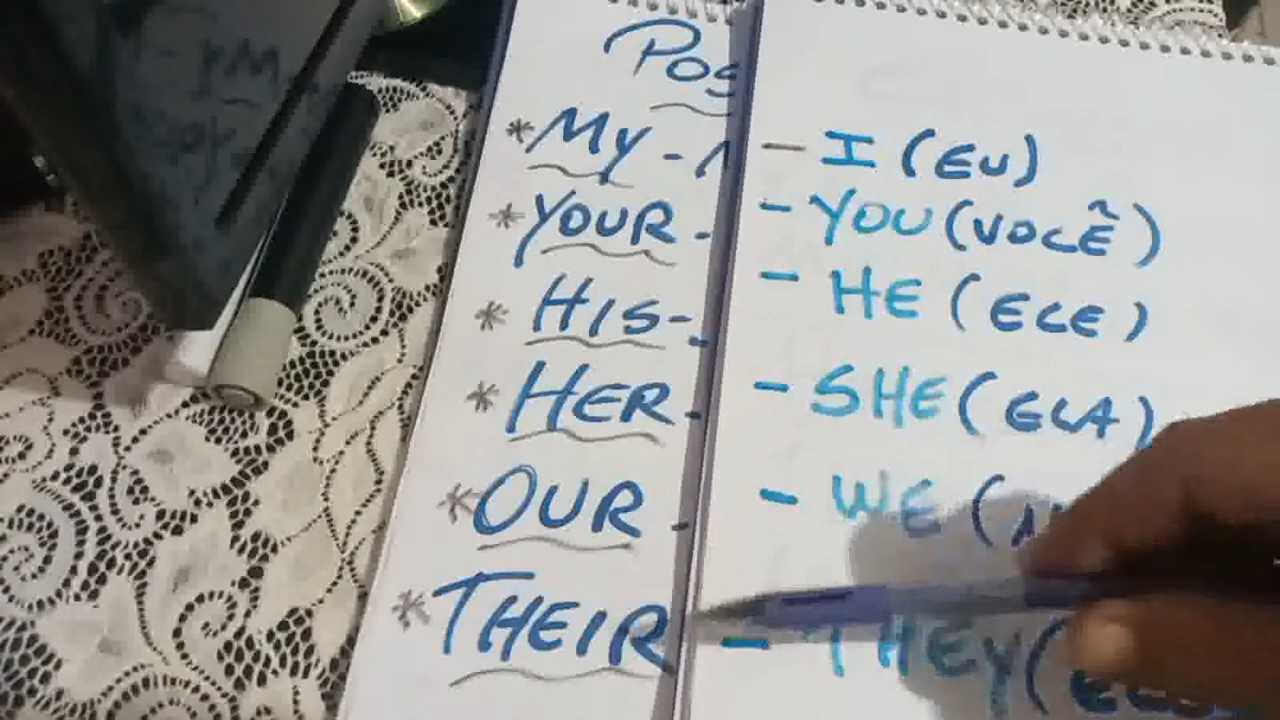 Pos
* MY - - I (EU)
* YOUR - - YOU (VOCÊ)
* HIS - - HE (ELE)
* HER - - SHE (ELA)
* OUR - - WE (
* THEIR - THEY (